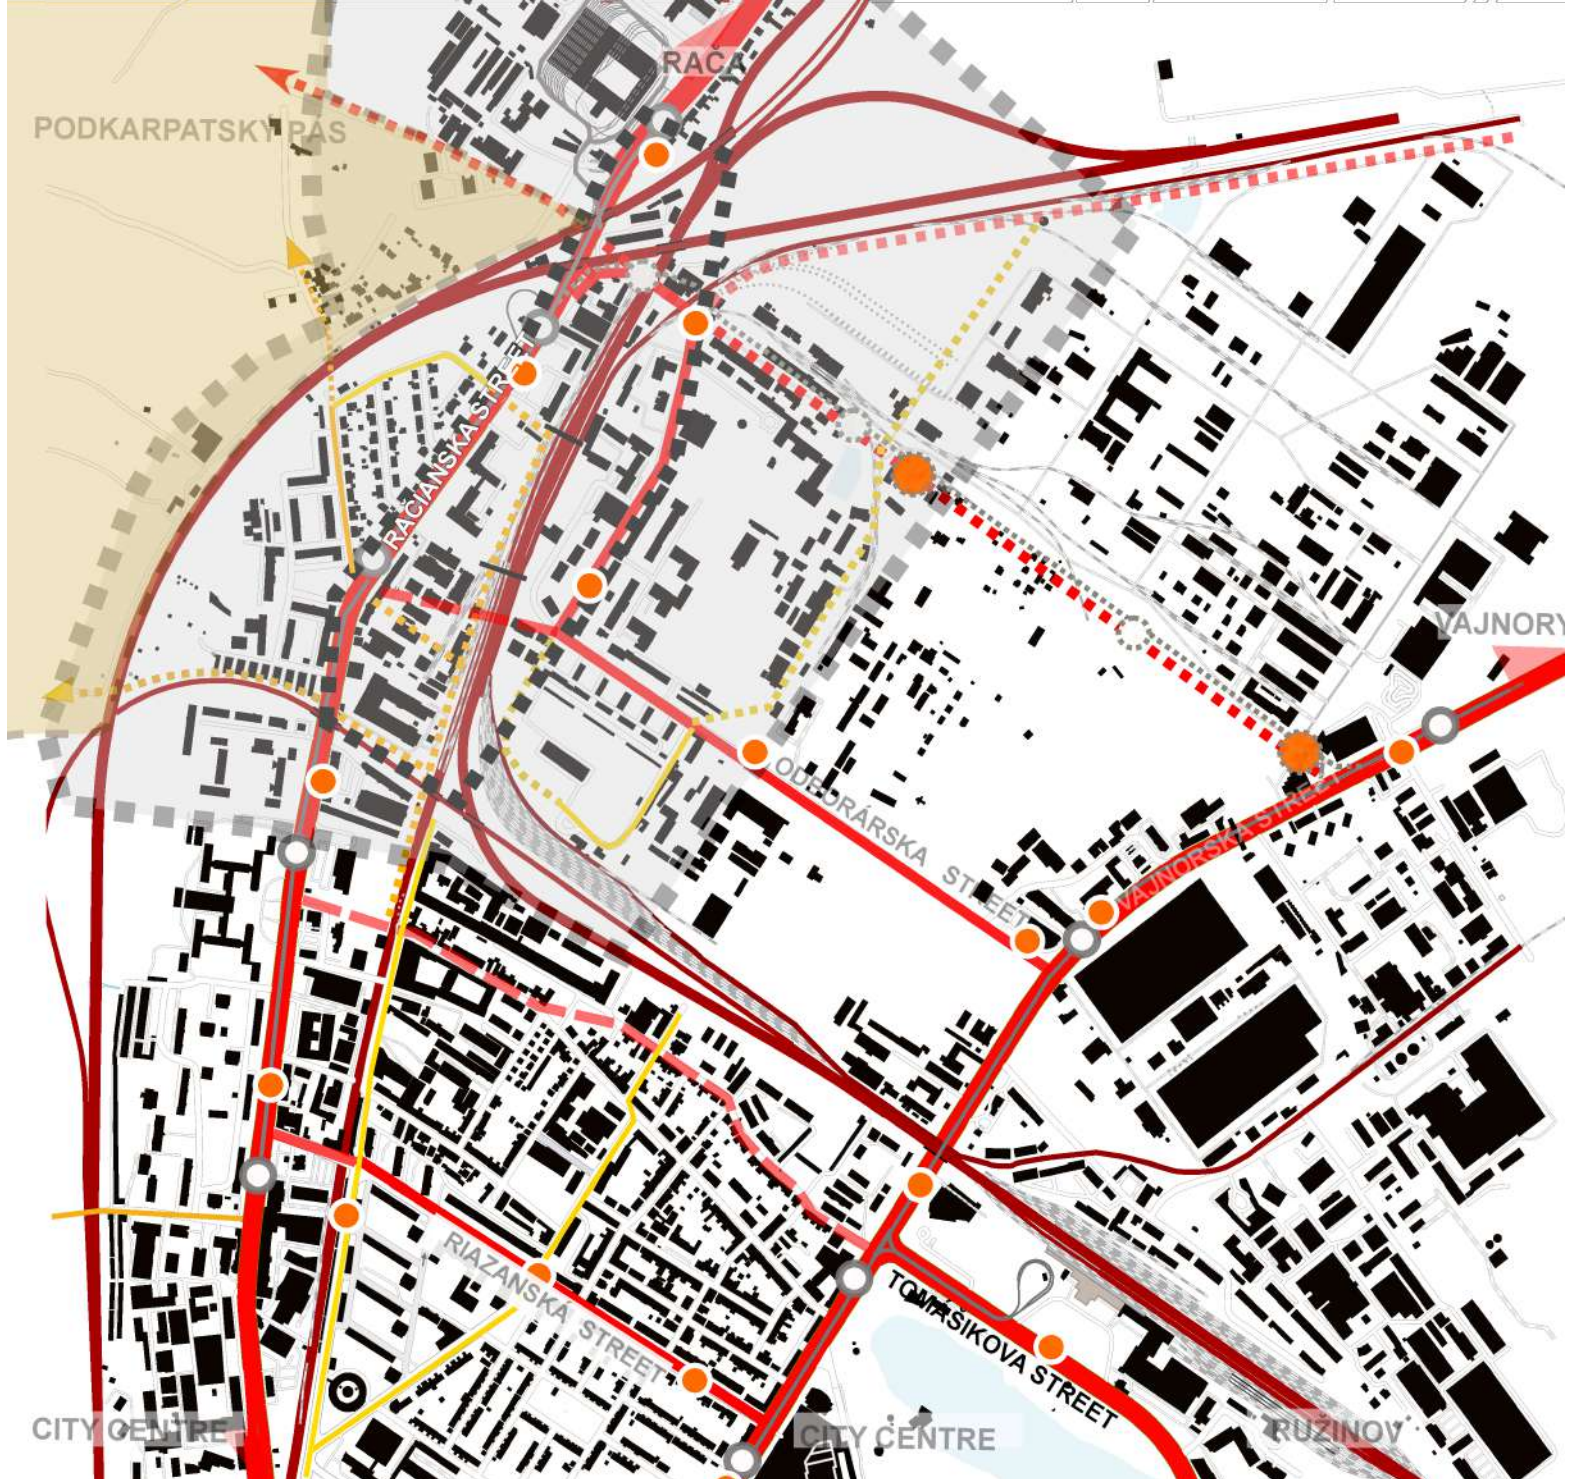 RAČA
PODKARPATSKÝ PÁS
RAČIANSKA STREET
VAJNORY
ODBORÁRSKA STREET
VAJNORSKÁ STREET
RIAZANSKÁ STREET
TOMÁŠIKOVA STREET
CITY CENTRE
CITY CENTRE
RUŽINOV